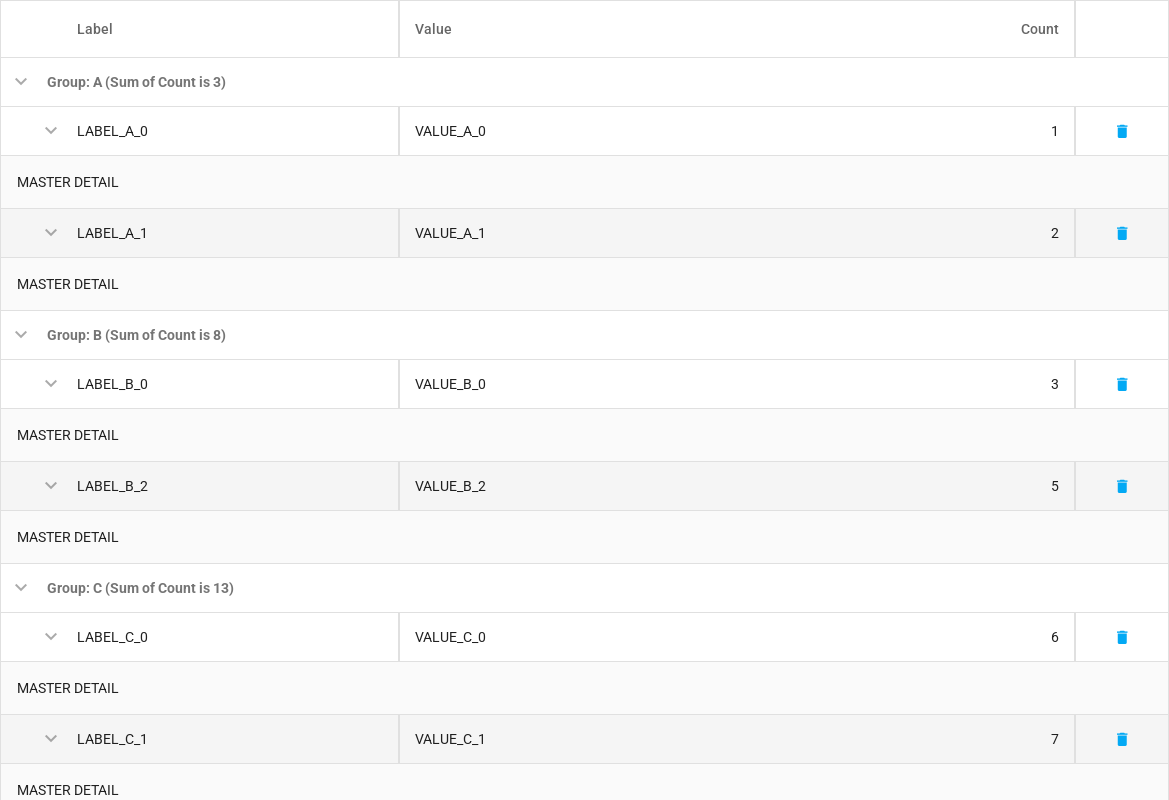 Label Value Count
Group: A (Sum of Count is 3)
LABEL_A_0 VALUE_A_0 1
MASTER DETAIL
LABEL_A_1 VALUE_A_1 2
MASTER DETAIL
Group: B (Sum of Count is 8)
LABEL_B_0 VALUE_B_0 3
MASTER DETAIL
LABEL_B_2 VALUE_B_2 5
MASTER DETAIL
Group: C (Sum of Count is 13)
LABEL_C_0 VALUE_C_0 6
MASTER DETAIL
LABEL_C_1 VALUE_C_1 7
MASTER DETAIL